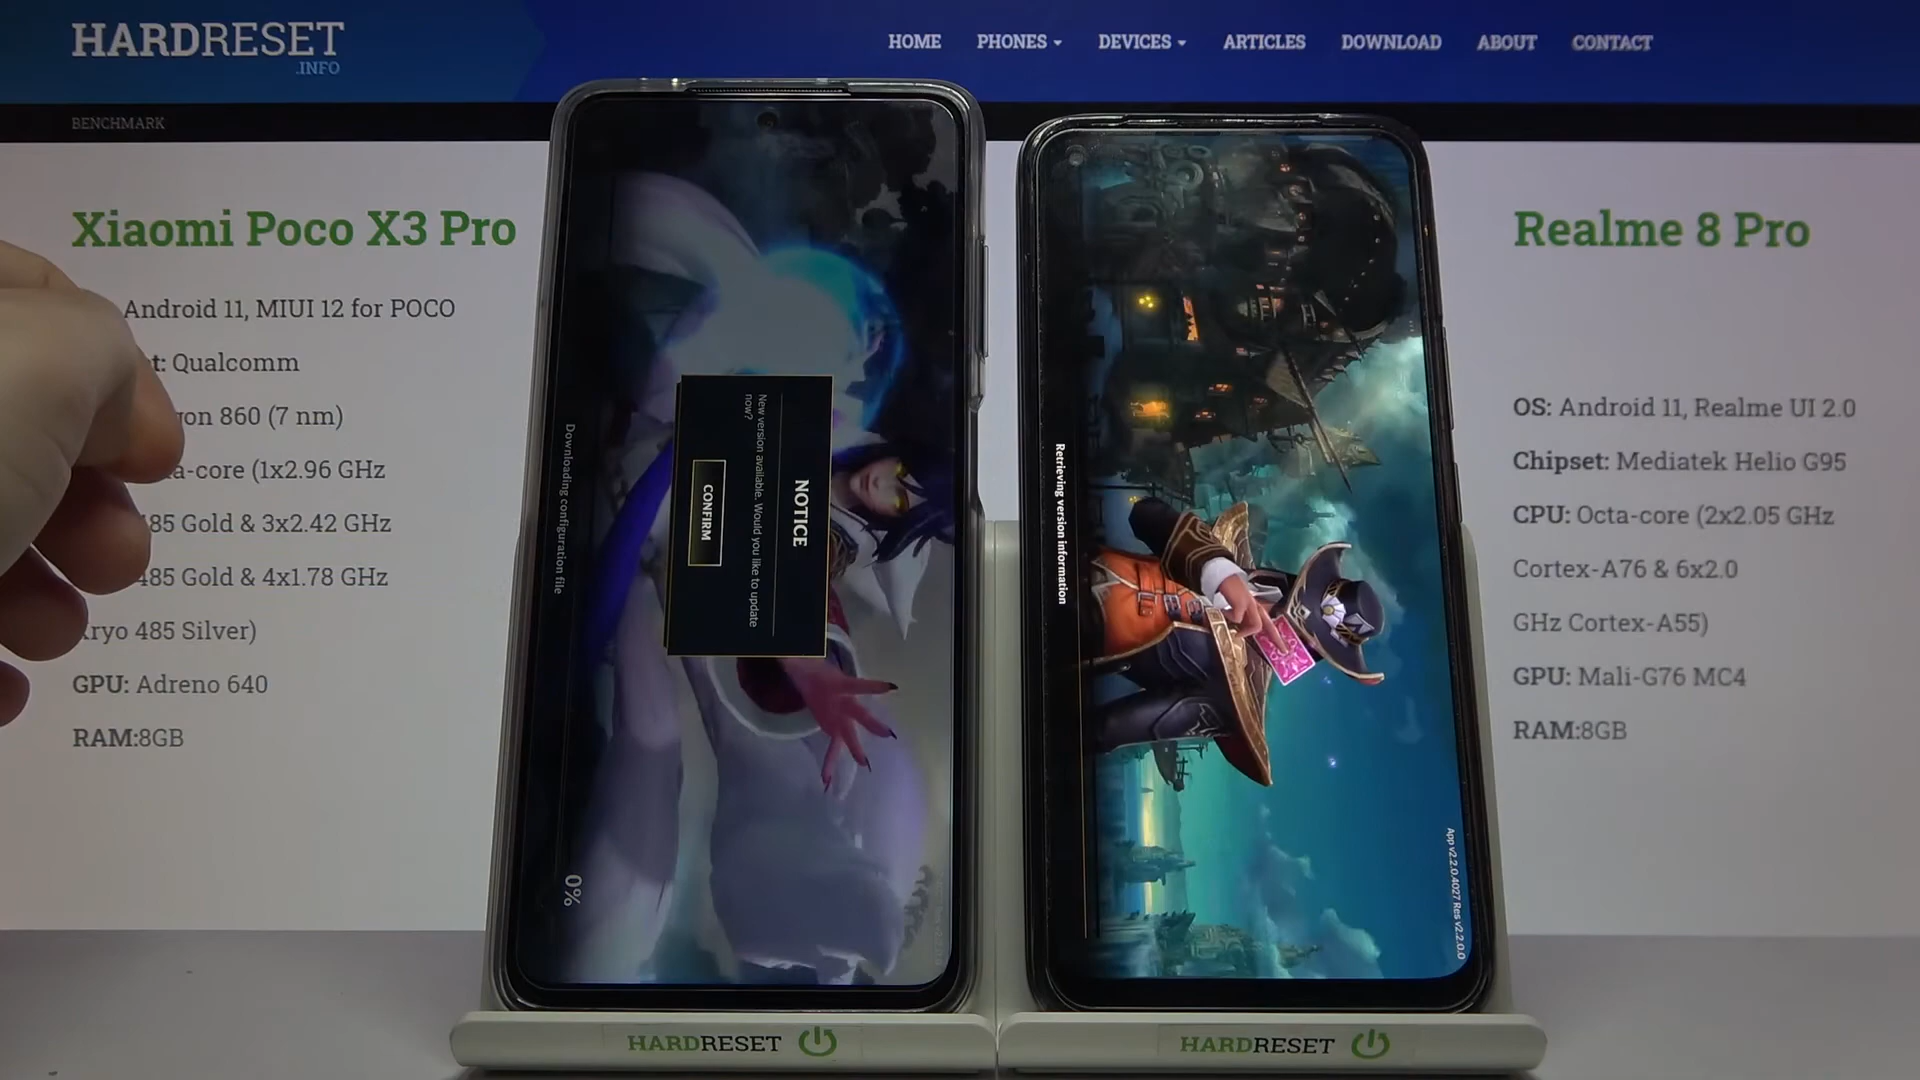 HARDRESET
.INFO
HOME PHONES DEVICES ARTICLES DOWNLOAD ABOUT CONTACT
BENCHMARK
Xiaomi Poco X3 Pro
Android 11, MIUI 12 for POCO
Qualcomm
860 (7 nm)
(1x2.96 GHz
485 Gold & 3x2.42 GHz
485 Gold & 4x1.78 GHz
485 Silver)
GPU: Adreno 640
RAM:8GB
NOTICE
New version available. Would you like to update
now?
CONFIRM
Downloading configuration file
0%
Retrieving version information
App v2.2.0.4027 Res v2.2.0.0
Realme 8 Pro
OS: Android 11, Realme UI 2.0
Chipset: Mediatek Helio G95
CPU: Octa-core (2x2.05 GHz
Cortex-A76 & 6x2.0
GHz Cortex-A55)
GPU: Mali-G76 MC4
RAM:8GB
HARDRESET
HARDRESET